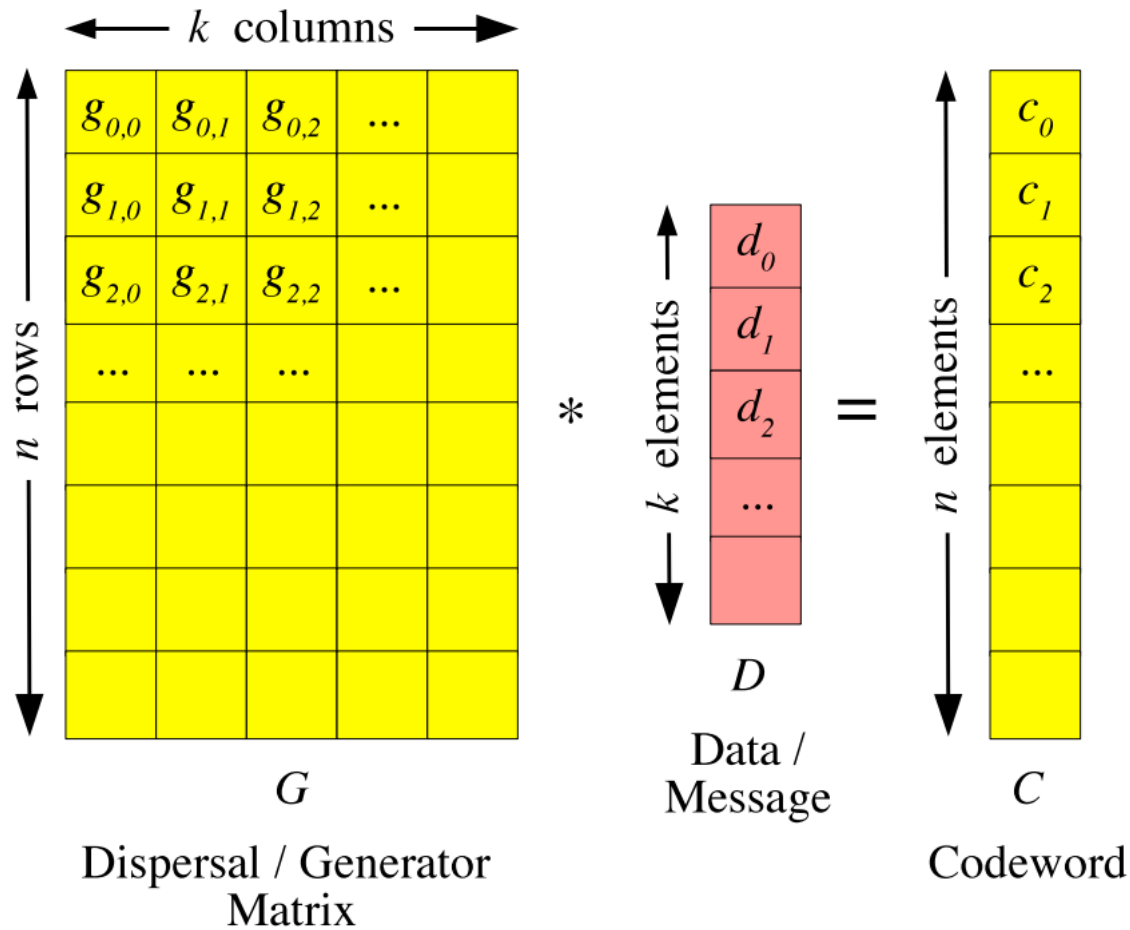 k columns
n rows
g0,0 g0,1 g0,2 ...
g1,0 g1,1 g1,2 ...
g2,0 g2,1 g2,2 ...
... ... ...
G
Dispersal / Generator
Matrix
*
k elements
d0
d1
d2
...
D
Data /
Message
=
n elements
c0
c1
c2
...
C
Codeword